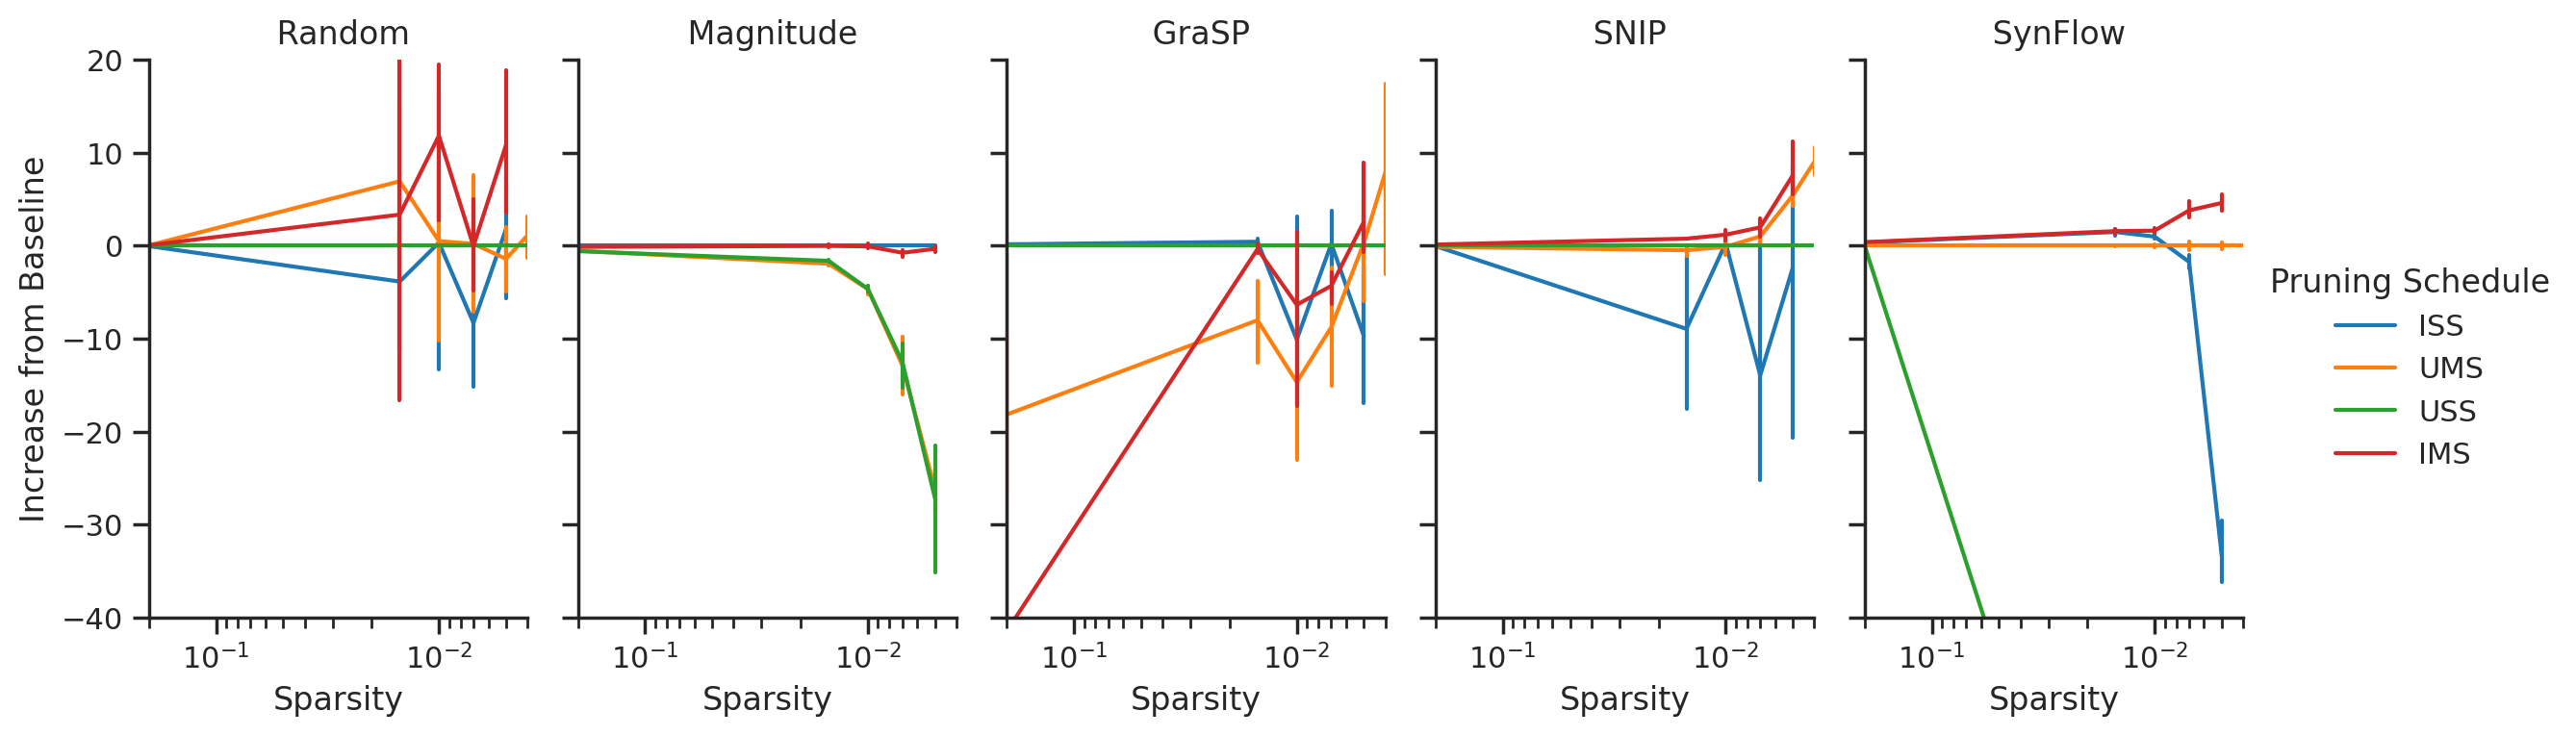 Random Magnitude GraSP SNIP SynFlow
Increase from Baseline
20
10
0
−10
−20
−30
−40
10⁻¹ 10⁻² 10⁻¹ 10⁻² 10⁻¹ 10⁻² 10⁻¹ 10⁻² 10⁻¹ 10⁻²
Sparsity Sparsity Sparsity Sparsity Sparsity
Pruning Schedule
ISS
UMS
USS
IMS